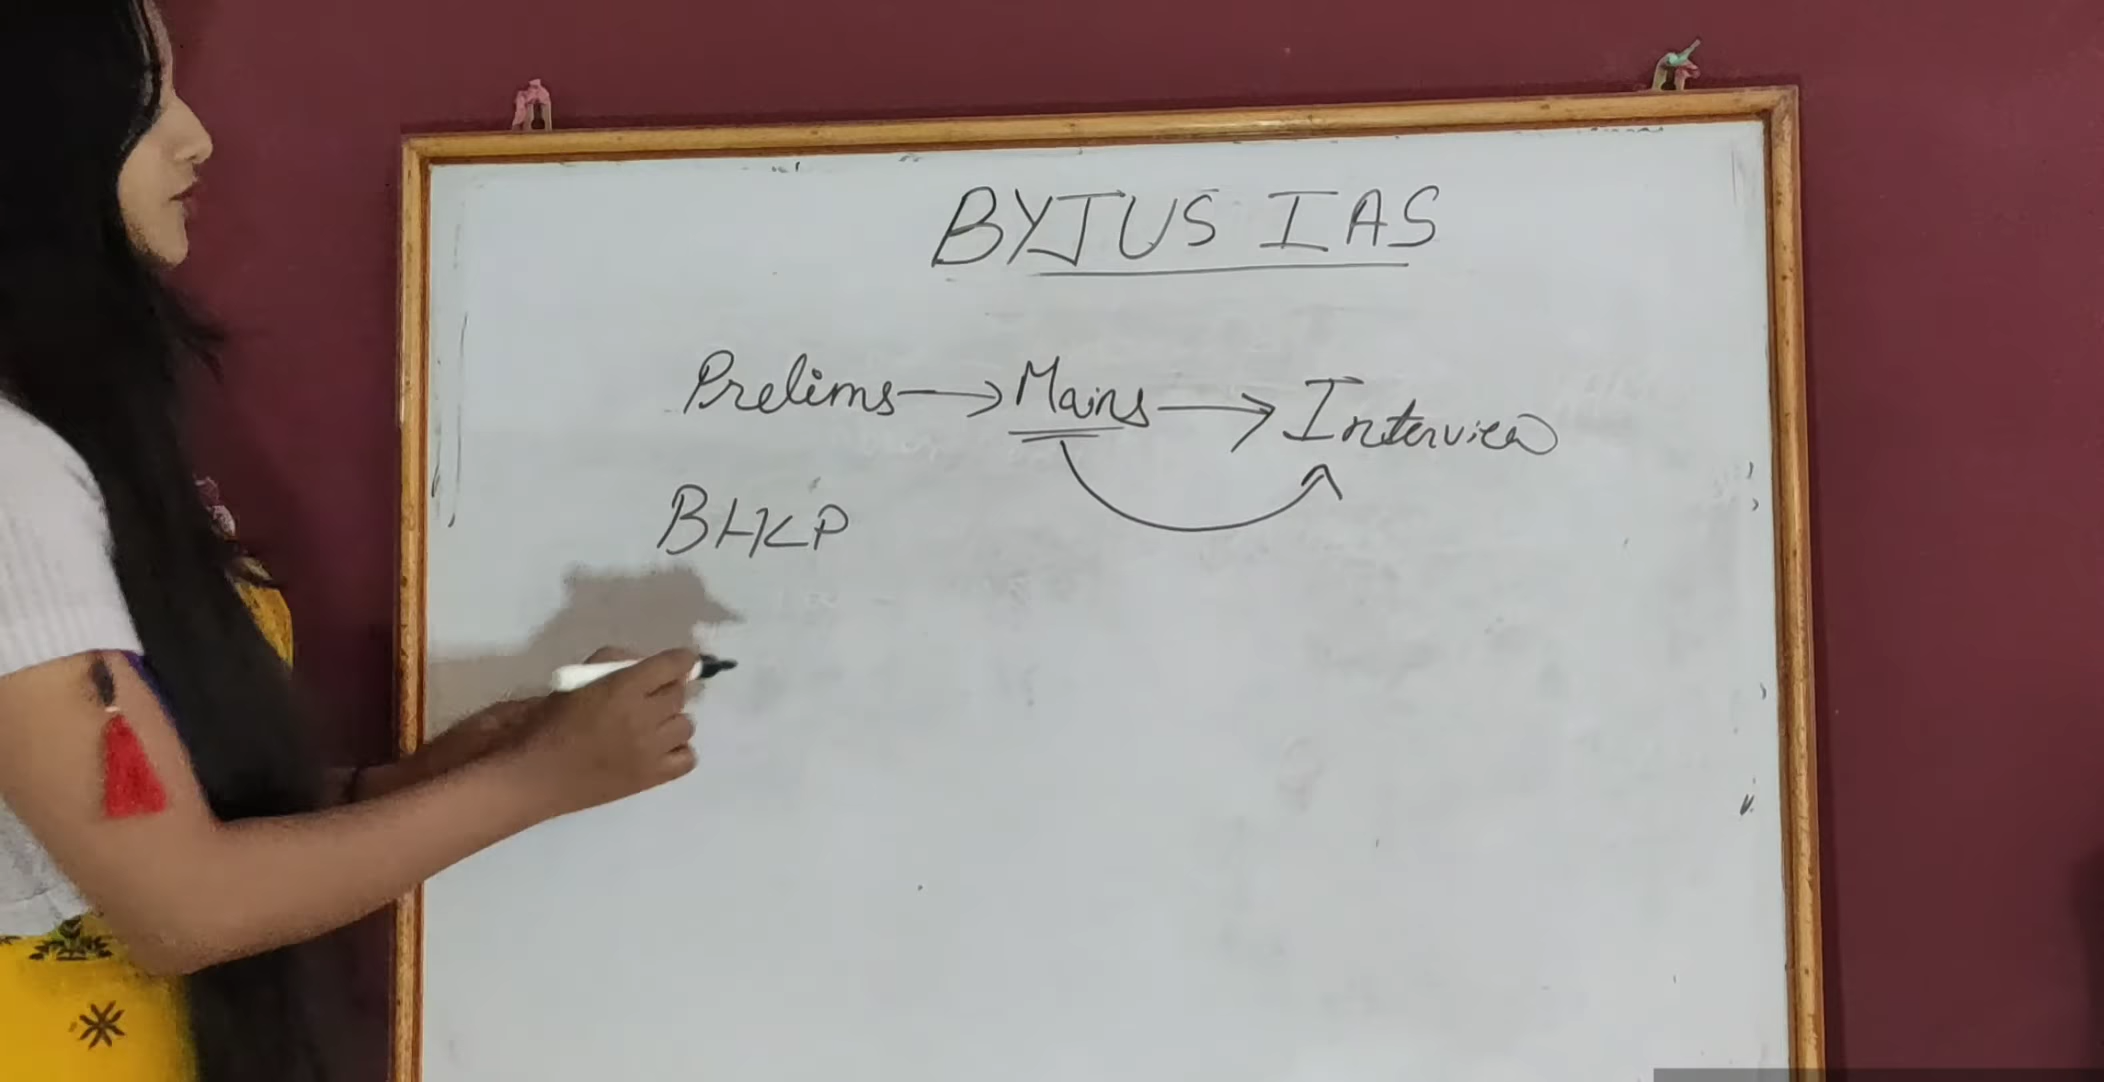 BYJUS IAS
Prelims → Mains → Interview
BHKP